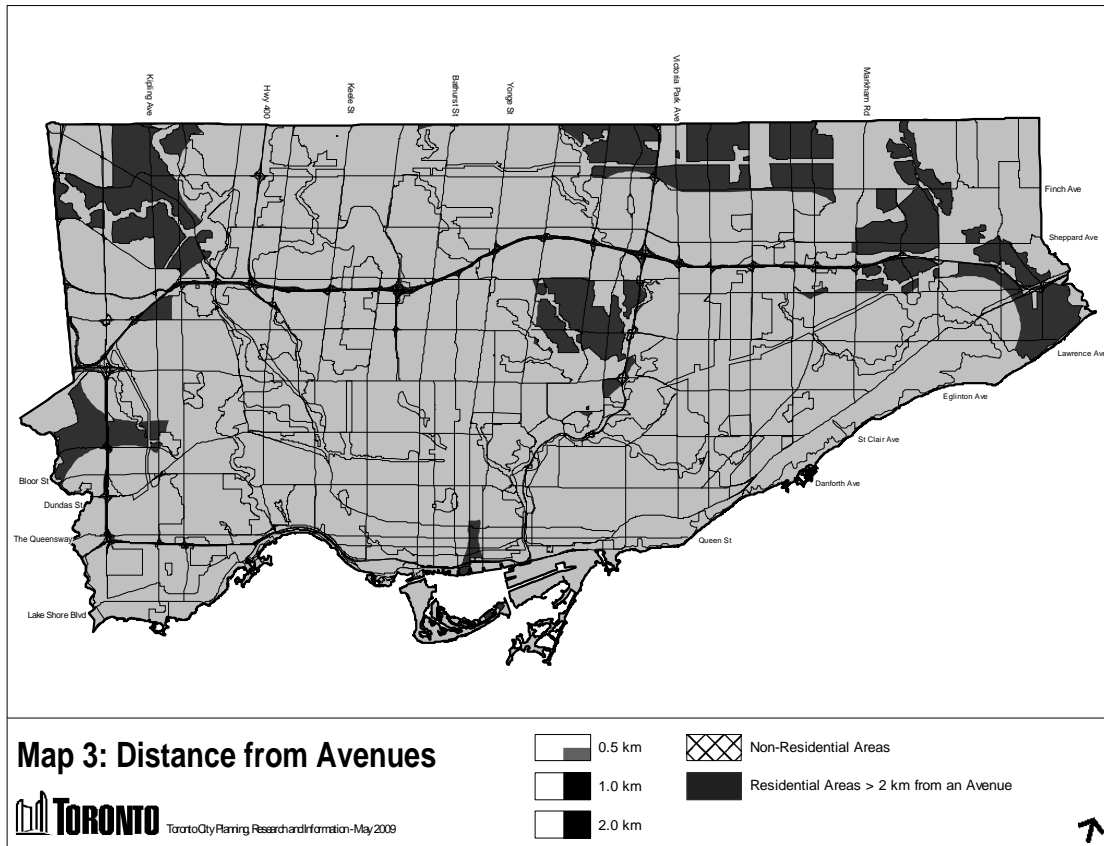 Kipling Ave
Hwy 400
Keele St
Bathurst St
Yonge St
Victoria Park Ave
Markham Rd
Finch Ave
Sheppard Ave
Lawrence Ave
Eglinton Ave
St Clair Ave
Danforth Ave
Queen St
Bloor St
Dundas St
The Queensway
Lake Shore Blvd
Map 3: Distance from Avenues
TORONTO
Toronto City Planning, Research and Information - May 2009
0.5 km
1.0 km
2.0 km
Non-Residential Areas
Residential Areas > 2 km from an Avenue